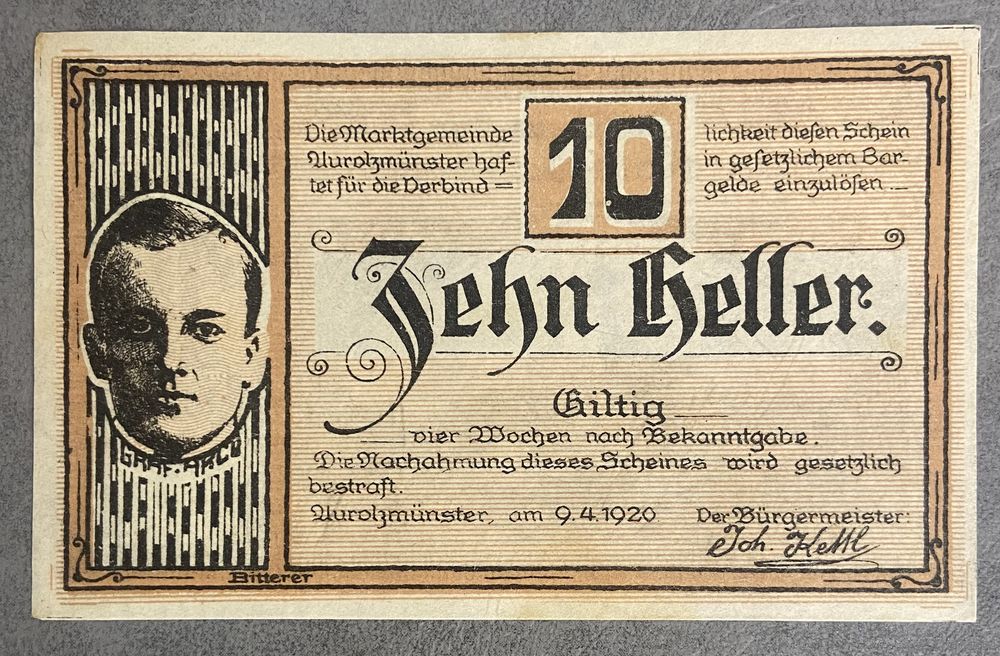 Die Marktgemeinde
Aurolzmünster haf-
tet für die Verbind=
10
lichkeit diesen Schein
in gesetzlichem Bar-
gelde einzulösen.
Zehn Heller.
Giltig
vier Wochen nach Bekanntgabe.
Die Nachahmung dieses Scheines wird gesetzlich
bestraft.
Aurolzmünster, am 9.4.1920 Der Bürgermeister:
Joh. Kettl
GRAF·ARCO
Bitterer